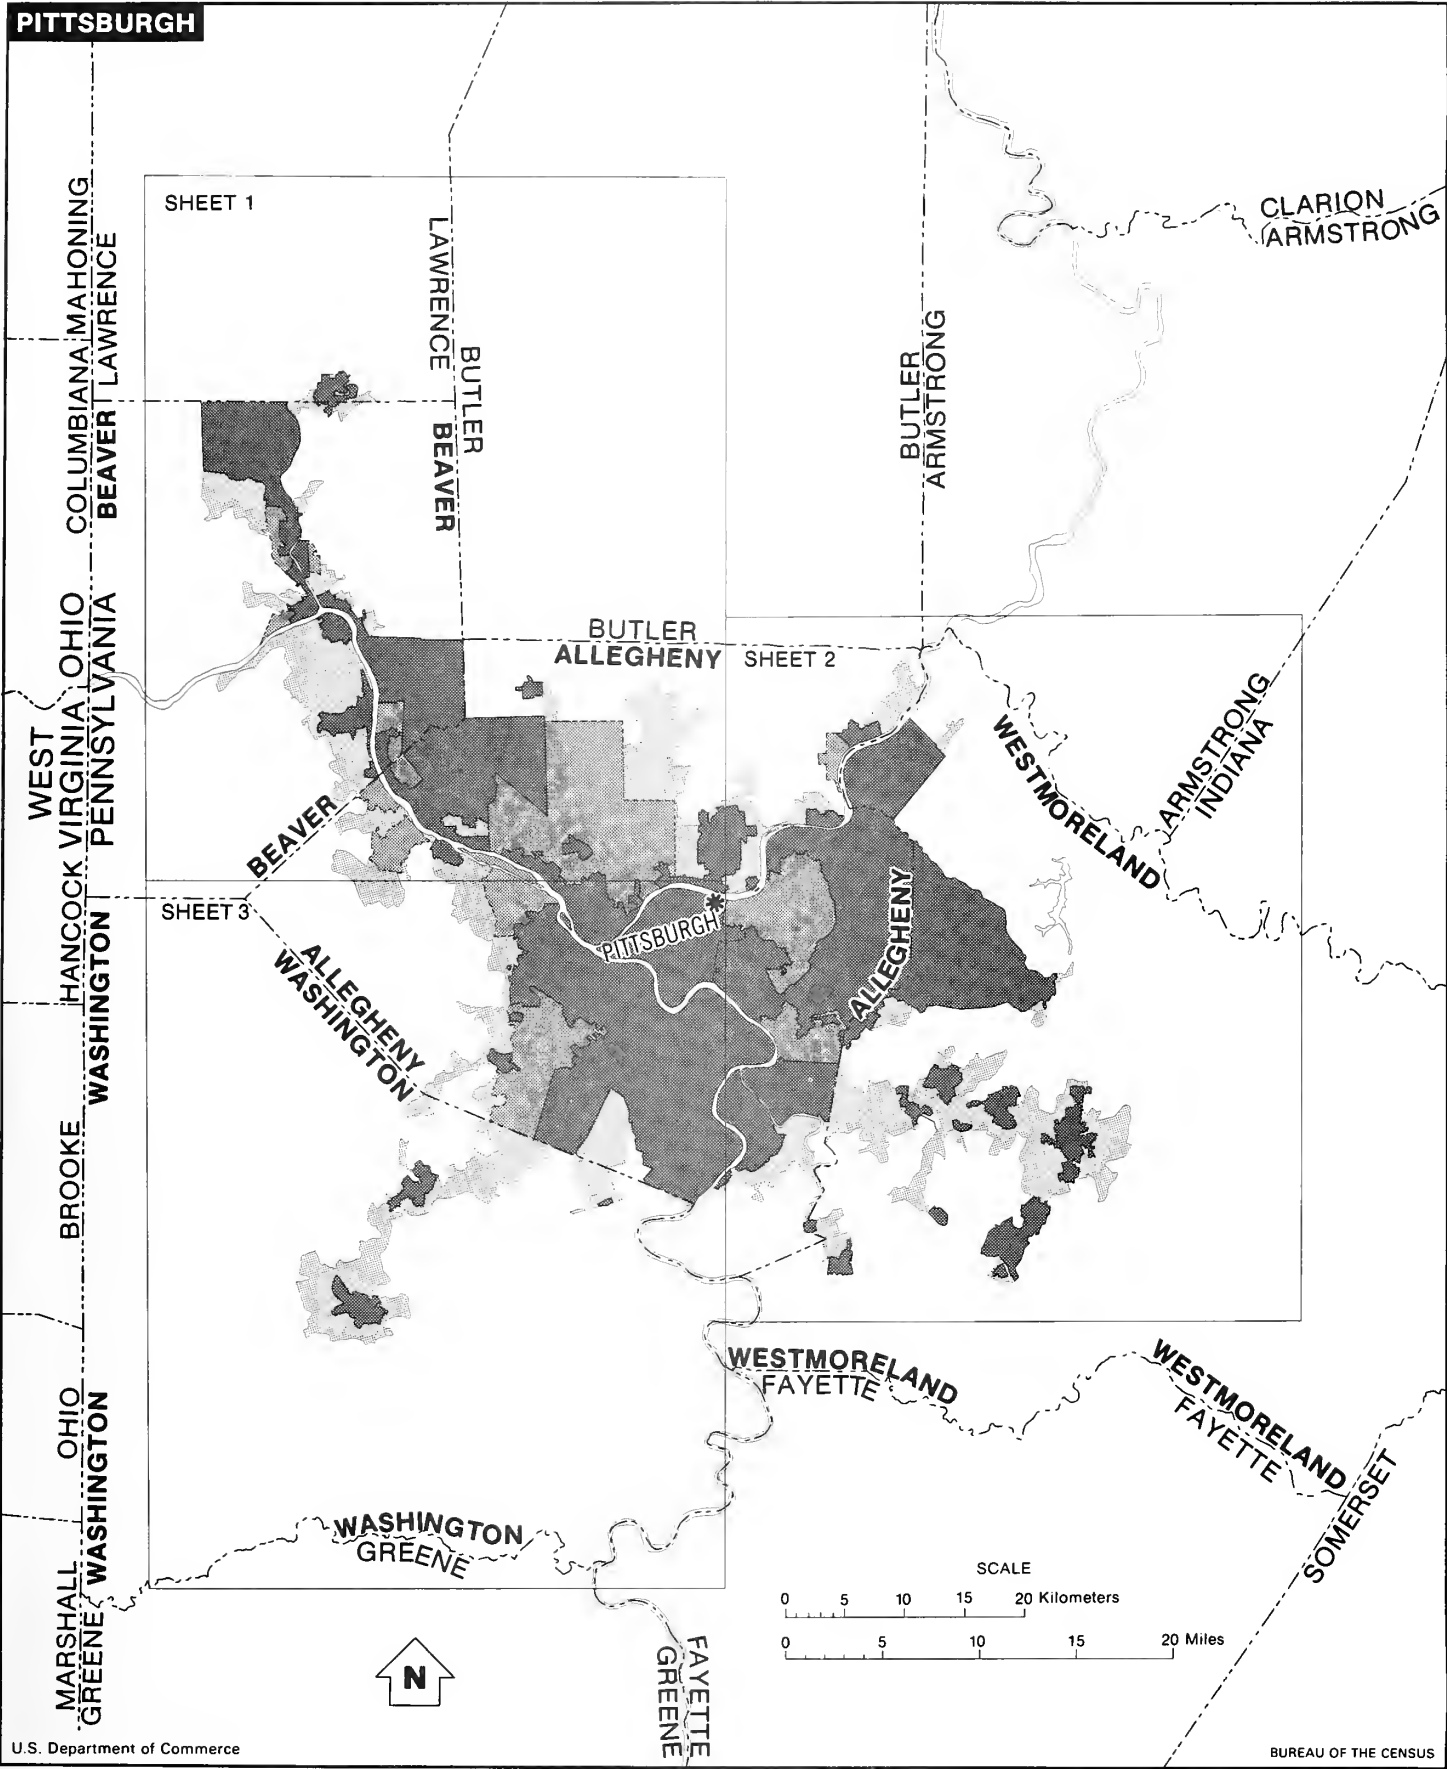 PITTSBURGH
SHEET 1
CLARION
ARMSTRONG
MAHONING
LAWRENCE
LAWRENCE
BUTLER
BUTLER
ARMSTRONG
COLUMBIANA
BEAVER
BEAVER
OHIO
PENNSYLVANIA
BUTLER
ALLEGHENY
SHEET 2
WEST
VIRGINIA
WESTMORELAND
ARMSTRONG
INDIANA
BEAVER
HANCOCK
SHEET 3
PITTSBURGH
ALLEGHENY
WASHINGTON
ALLEGHENY
WASHINGTON
BROOKE
WESTMORELAND
FAYETTE
WESTMORELAND
FAYETTE
OHIO
WASHINGTON
SOMERSET
WASHINGTON
GREENE
SCALE
0 5 10 15 20 Kilometers
0 5 10 15 20 Miles
MARSHALL
GREENE
N
FAYETTE
GREENE
U.S. Department of Commerce
BUREAU OF THE CENSUS